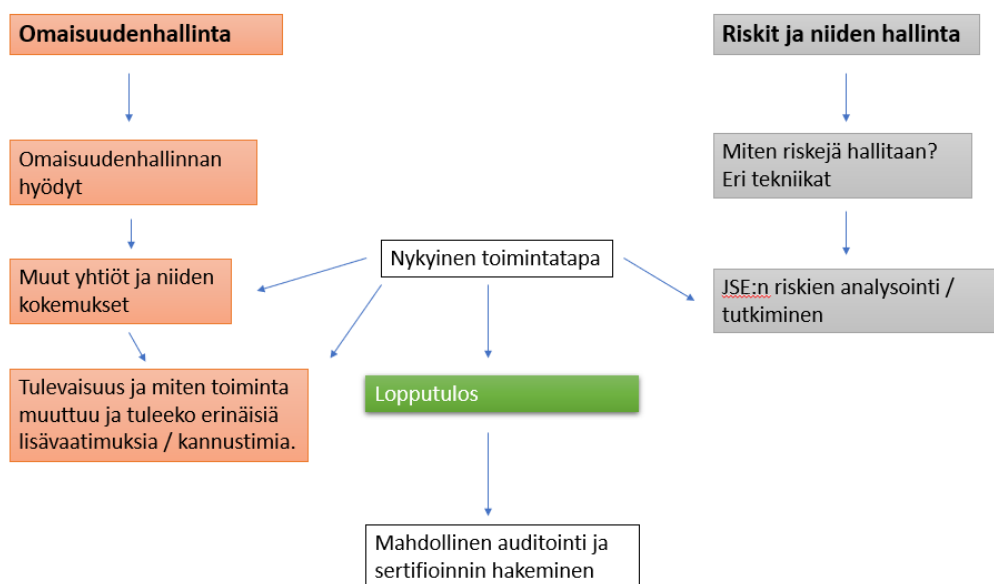 Omaisuudenhallinta
Riskit ja niiden hallinta
Omaisuudenhallinnan
hyödyt
Miten riskejä hallitaan?
Eri tekniikat
Nykyinen toimintatapa
Muut yhtiöt ja niiden
kokemukset
JSE:n riskien analysointi /
tutkiminen
Tulevaisuus ja miten toiminta
muuttuu ja tuleeko erinäisiä
lisävaatimuksia / kannustimia.
Lopputulos
Mahdollinen auditointi ja
sertifioinnin hakeminen